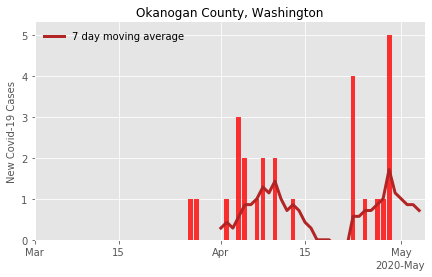 Okanogan County, Washington
7 day moving average
New Covid-19 Cases
5
4
3
2
1
0
Mar
15
Apr
15
May
2020-May